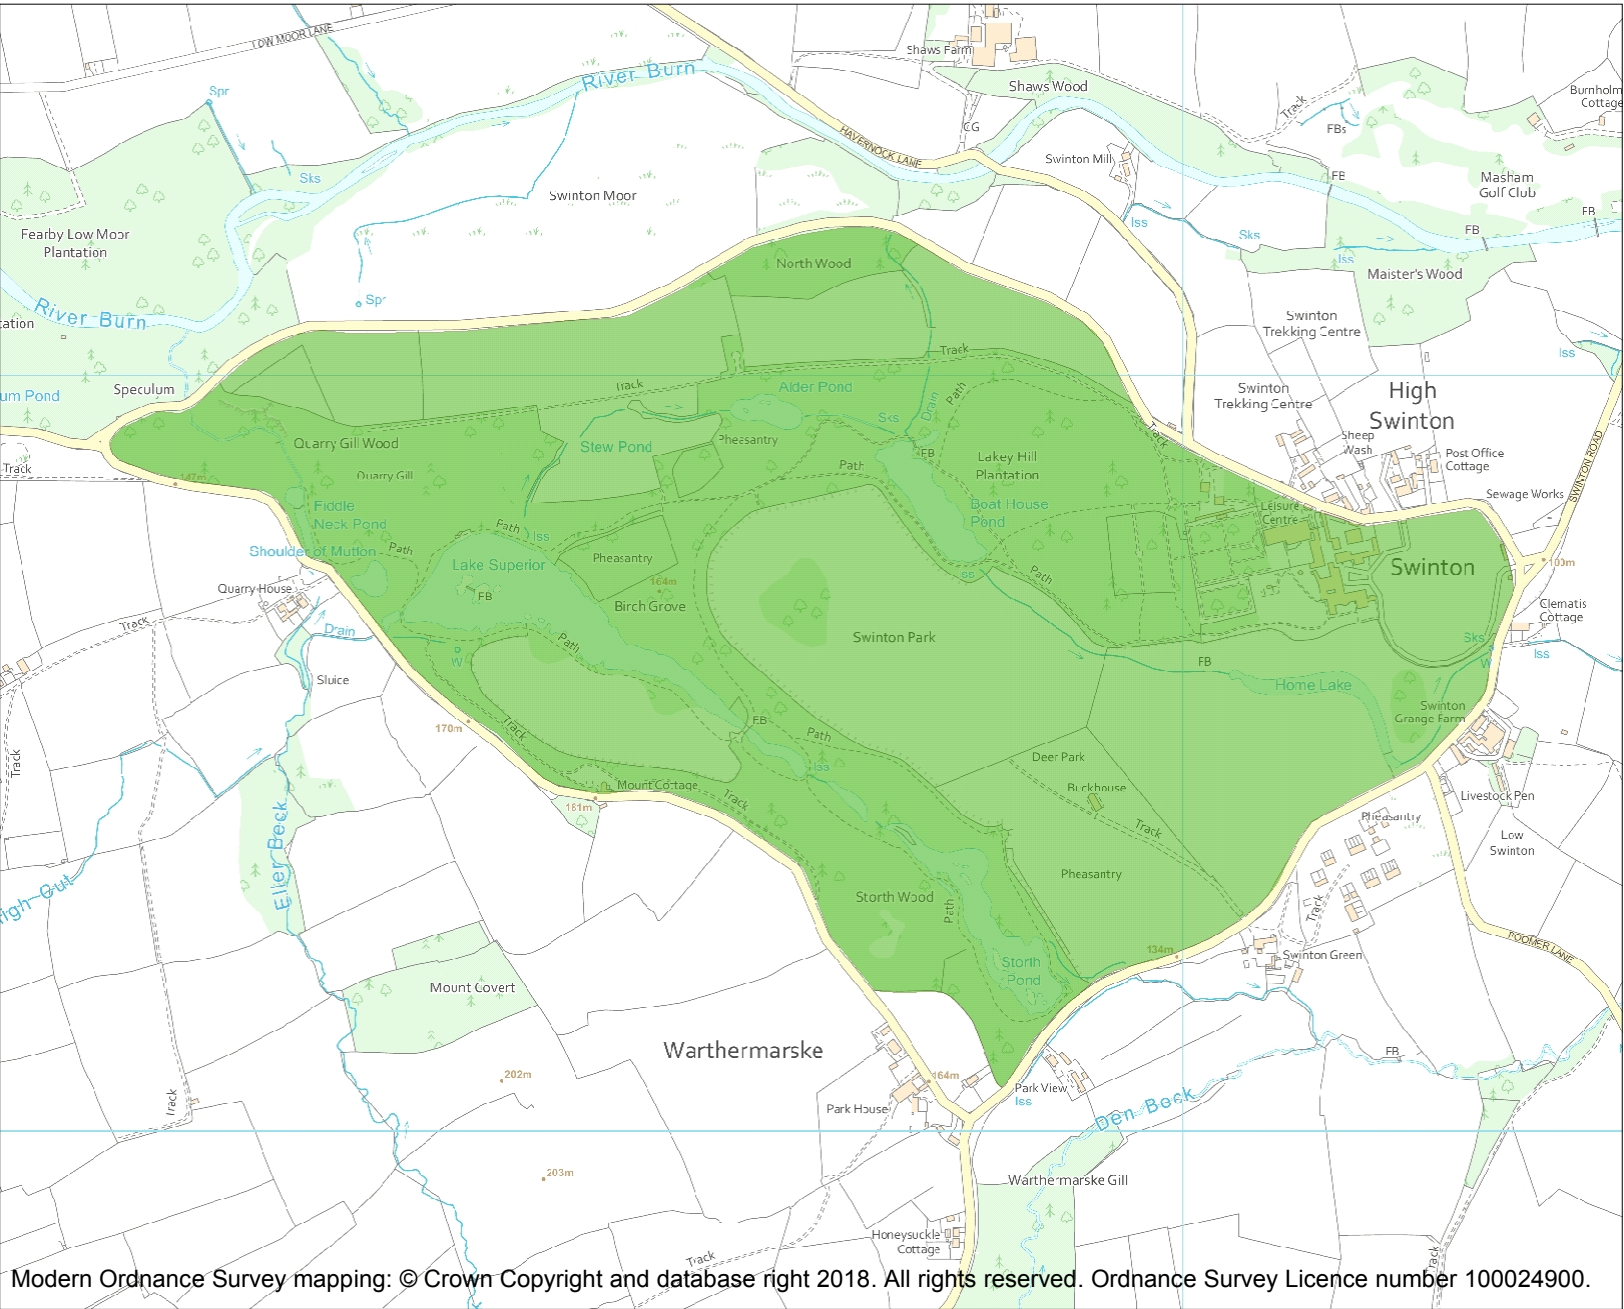 LOW MOOR LANE
River Burn
Shaws Farm
Shaws Wood
Burnholm
Cottage
Track
FBs
Spr
CG
HAVERNOCK LANE
Swinton Mill
Sks
Swinton Moor
FB
Masham
Golf Club
FB
Fearby Low Moor
Plantation
Iss
Sks
FB
Iss
North Wood
Maister's Wood
Spr
River Burn
tation
Swinton
Trekking Centre
Iss
Track
Speculum
um Pond
Track
Alder Pond
Path
Swinton
Trekking Centre
High
Swinton
Drain
Sks
Quarry Gill Wood
Stew Pond
Pheasantry
Track
Sheep
Wash
Post Office
Cottage
SWINTON ROAD
FB
Lakey Hill
Plantation
Track
147m
Quarry Gill
Path
Sewage Works
Fiddle
Neck Pond
Boat House
Pond
Leisure
Centre
Path
Iss
Shoulder of Mutton
Path
Lake Superior
Pheasantry
164m
Iss
Path
Swinton
100m
Quarry House
FB
Birch Grove
Clematis
Cottage
Track
Drain
Path
Swinton Park
Sks
Iss
W
W
FB
Sluice
Home Lake
170m
Track
FB
Path
Swinton
Grange Farm
Track
Iss
Deer Park
Mount Cottage
Buckhouse
Livestock Pen
181m
Track
Track
Pheasantry
Eller Beck
Low
Swinton
Pheasantry
High Cut
Storth Wood
Path
Track
134m
Swinton Green
ROOMER LANE
Storth
Pond
Mount Covert
Warthermarske
FB
202m
164m
Park View
Iss
Track
Park House
Den Beck
203m
Warthermarske Gill
Honeysuckle
Cottage
Track
Track
Modern Ordnance Survey mapping: © Crown Copyright and database right 2018. All rights reserved. Ordnance Survey Licence number 100024900.